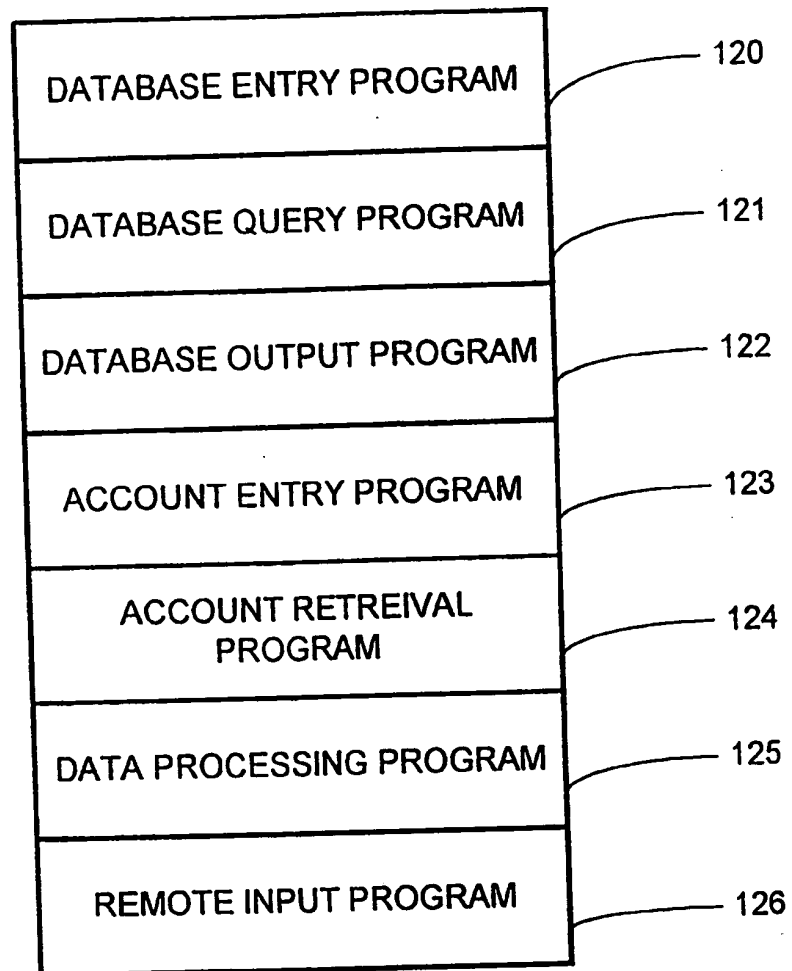 DATABASE ENTRY PROGRAM 120
DATABASE QUERY PROGRAM 121
DATABASE OUTPUT PROGRAM 122
ACCOUNT ENTRY PROGRAM 123
ACCOUNT RETREIVAL
PROGRAM 124
DATA PROCESSING PROGRAM 125
REMOTE INPUT PROGRAM 126